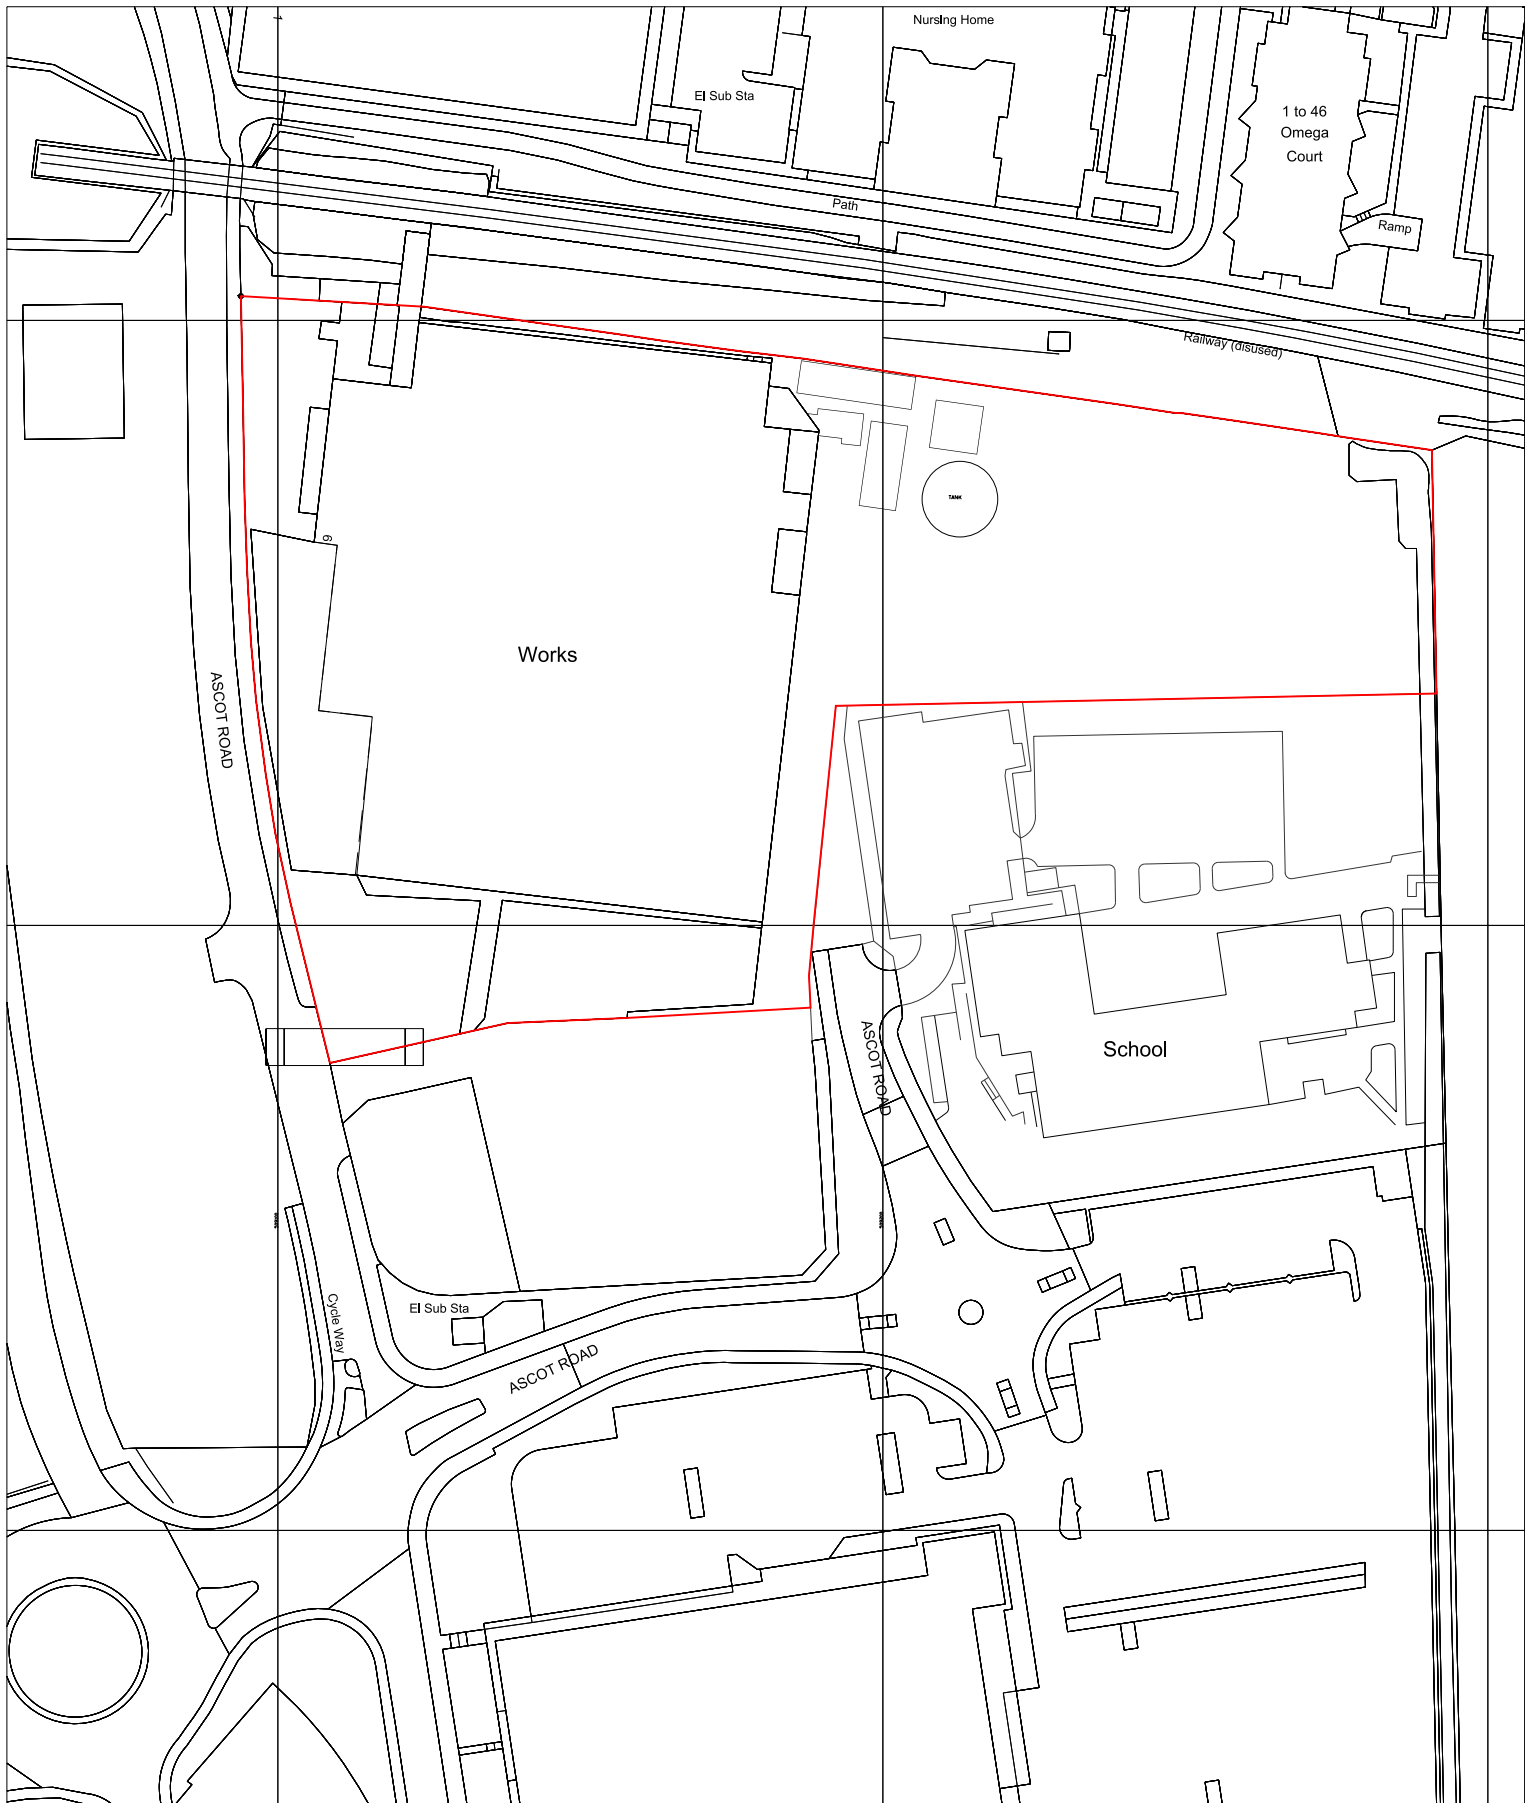 Nursing Home
El Sub Sta
1 to 46
Omega
Court
Path
Ramp
Railway (disused)
TANK
6
Works
ASCOT ROAD
School
ASCOT ROAD
Cycle Way
El Sub Sta
ASCOT ROAD